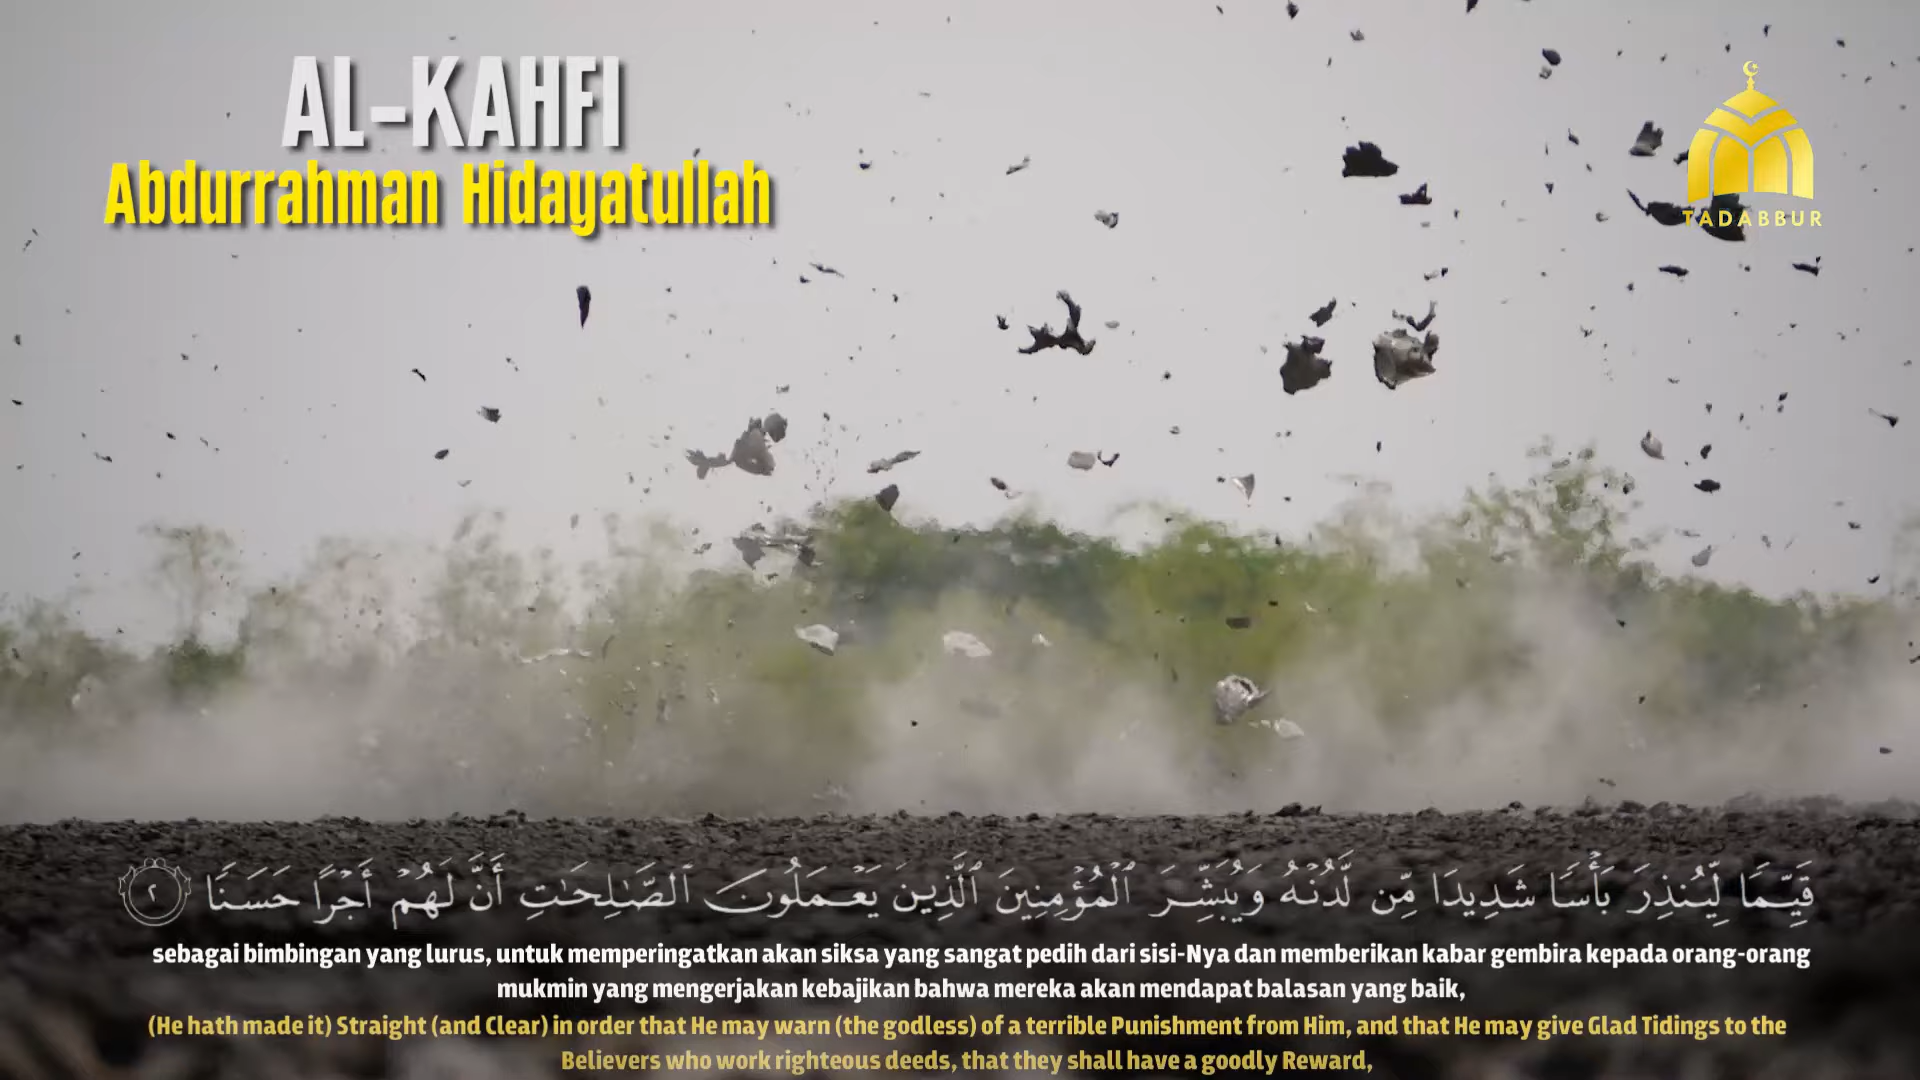 AL-KAHFI
Abdurrahman Hidayatullah
TADABBUR
قَيِّمًا لِّيُنذِرَ بَأْسًا شَدِيدًا مِّن لَّدُنْهُ وَيُبَشِّرَ ٱلْمُؤْمِنِينَ ٱلَّذِينَ يَعْمَلُونَ ٱلصَّٰلِحَٰتِ أَنَّ لَهُمْ أَجْرًا حَسَنًا ٢
sebagai bimbingan yang lurus, untuk memperingatkan akan siksa yang sangat pedih dari sisi-Nya dan memberikan kabar gembira kepada orang-orang
mukmin yang mengerjakan kebajikan bahwa mereka akan mendapat balasan yang baik,
(He hath made it) Straight (and Clear) in order that He may warn (the godless) of a terrible Punishment from Him, and that He may give Glad Tidings to the
Believers who work righteous deeds, that they shall have a goodly Reward,